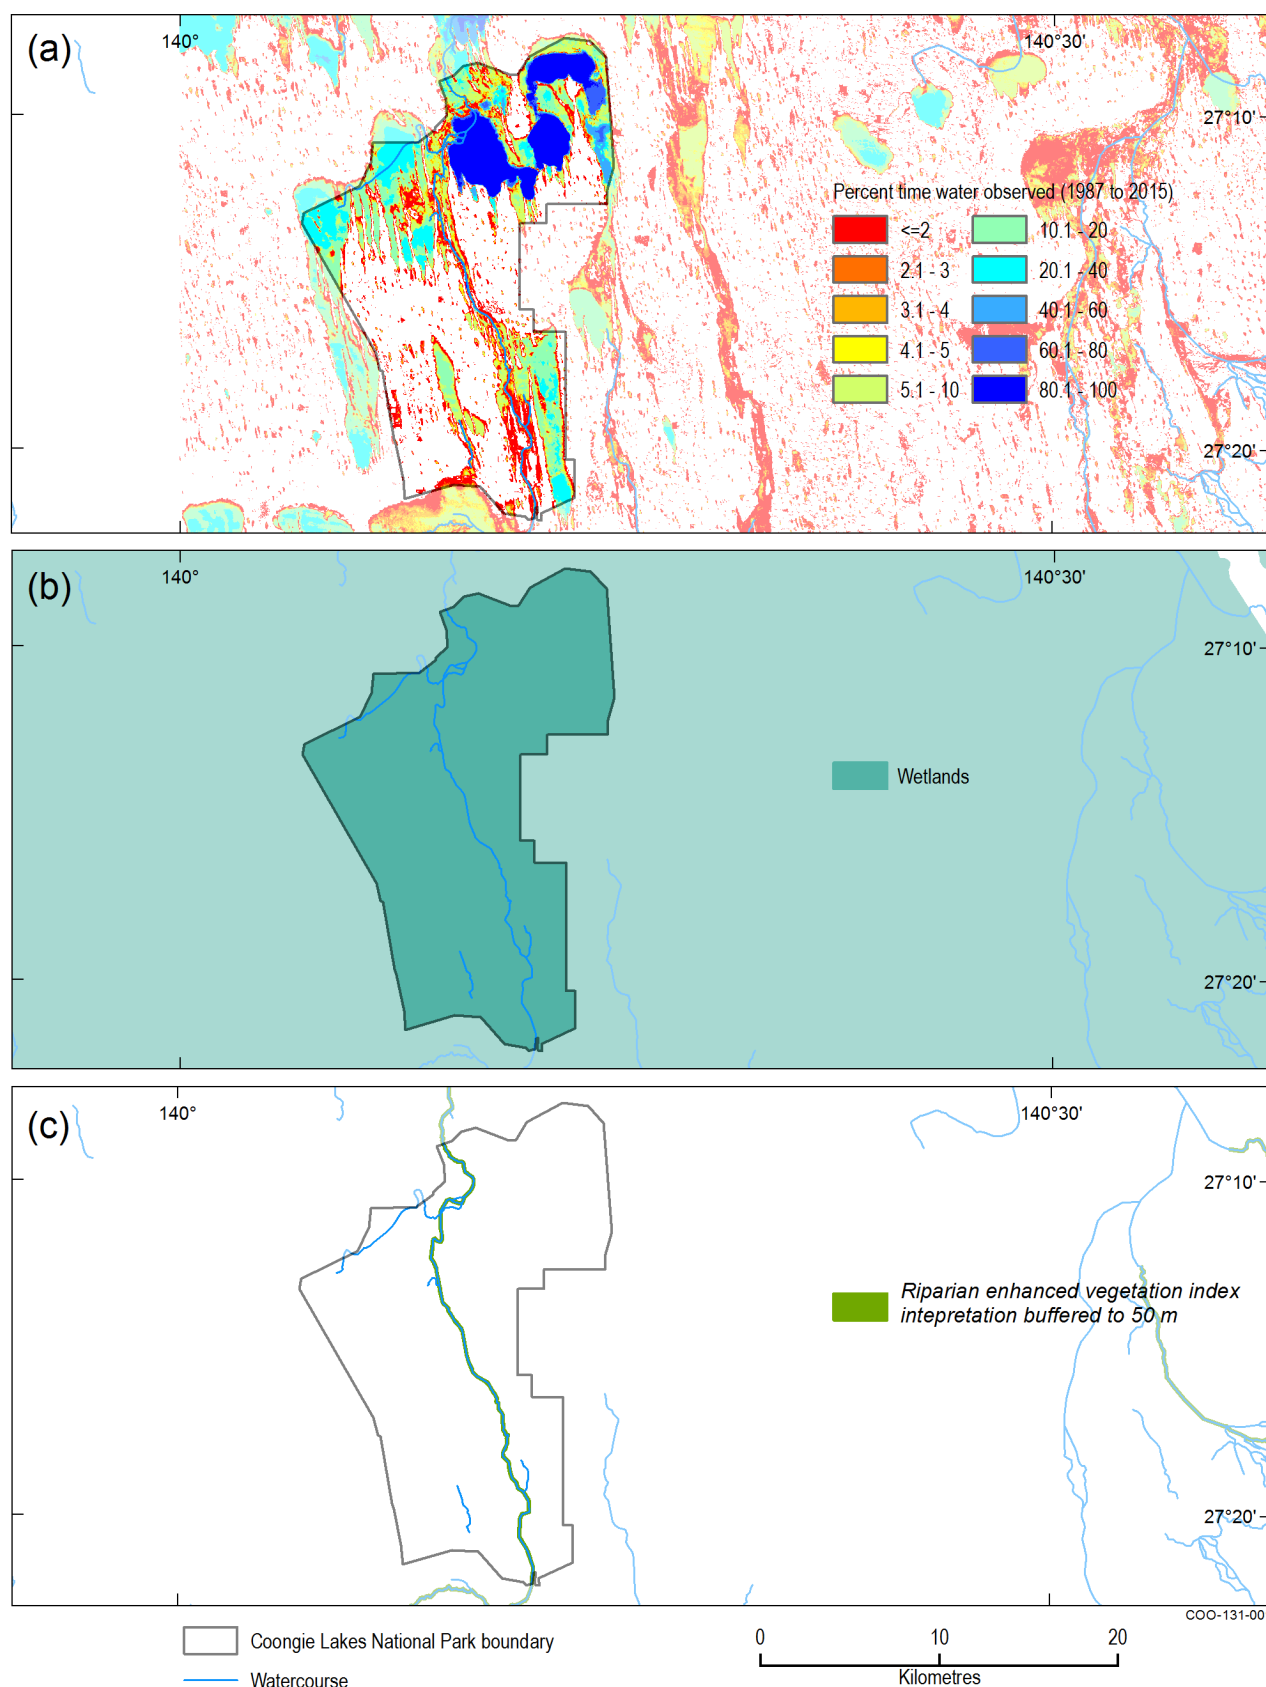 (a)
140°
140°30'
27°10'
Percent time water observed (1987 to 2015)
<=2
10.1 - 20
2.1 - 3
20.1 - 40
3.1 - 4
40.1 - 60
4.1 - 5
60.1 - 80
5.1 - 10
80.1 - 100
27°20'
(b)
140°
140°30'
27°10'
Wetlands
27°20'
(c)
140°
140°30'
27°10'
Riparian enhanced vegetation index
intepretation buffered to 50 m
27°20'
COO-131-00
Coongie Lakes National Park boundary
Watercourse
0
10
20
Kilometres